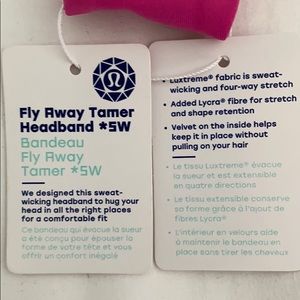 Fly Away Tamer
Headband *SW
Bandeau
Fly Away
Tamer *SW
We designed this sweat-
wicking headband to hug your
head in all the right places
for a comfortable fit
Ce bandeau qui évacue la sueur
a été conçu pour épouser la
forme de votre tête et vous
offrir un confort inégalé
• Luxtreme® fabric is sweat-
wicking and four-way stretch
• Added Lycra® fibre for stretch
and shape retention
• Velvet on the inside helps
keep it in place without
pulling on your hair
• Le tissu Luxtreme® évacue
la sueur et est extensible
en quatre directions
• Le tissu extensible conserve
sa forme grâce à l'ajout de
fibres Lycra®
• L'intérieur en velours aide
à maintenir le bandeau en
place sans tirer les cheveux